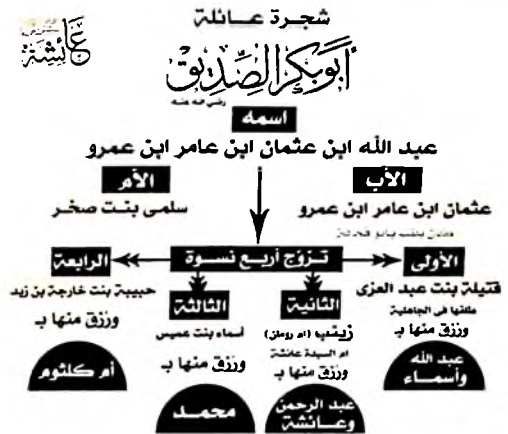 شجرة عائلة
أبو بكر الصديق
رضي الله عنه
عائشة
اسمه
عبد الله ابن عثمان ابن عامر ابن عمرو
الأب
عثمان ابن عامر ابن عمرو
الأم
سلمى بنت صخر
تزوج أربع نسوة
الأولى
قتيلة بنت عبد العزى
طلقها في الجاهلية
ورزق منها بـ
عبد الله
وأسماء
الثانية
زينب (ام رومان)
ام السيدة عائشة
ورزق منها بـ
عبد الرحمن
وعائشة
الثالثة
أسماء بنت عميس
ورزق منها بـ
محمد
الرابعة
حبيبة بنت خارجة بن زيد
ورزق منها بـ
أم كلثوم